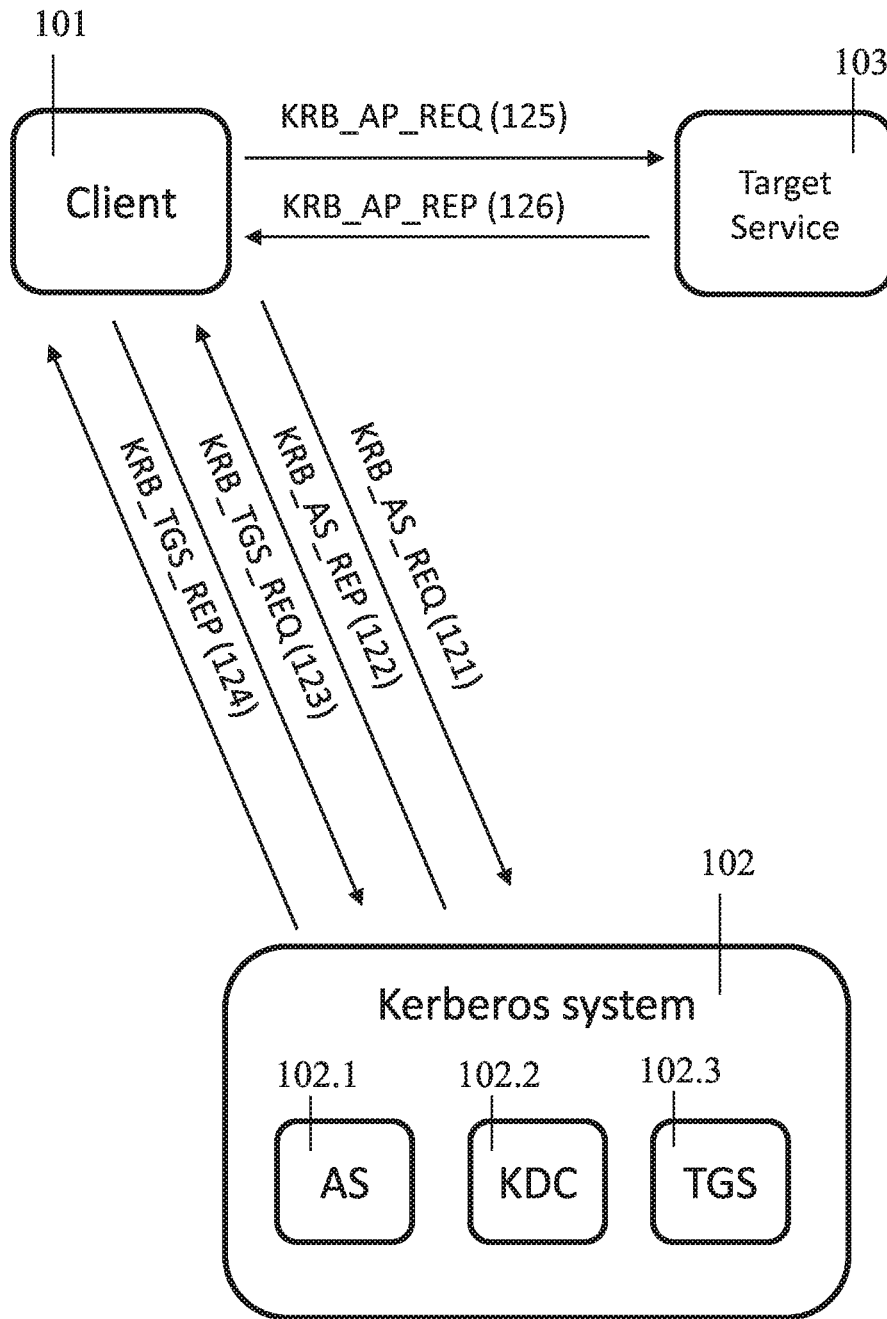 101
103
KRB_AP_REQ (125)
Client
Target
Service
KRB_AP_REP (126)
KRB_TGS_REP (124)
KRB_TGS_REQ (123)
KRB_AS_REP (122)
KRB_AS_REQ (121)
102
Kerberos system
102.1
102.2
102.3
AS
KDC
TGS